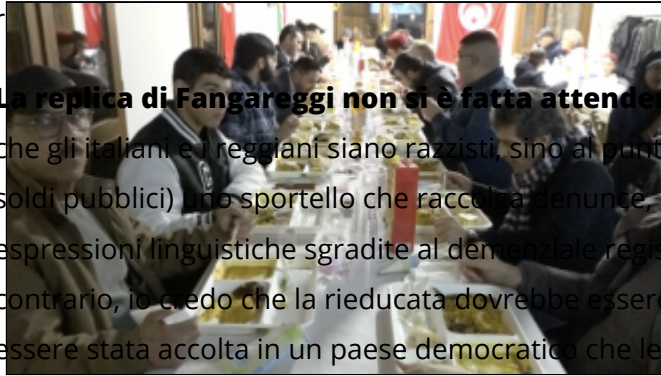 La replica di Fangareggi non si è fatta attende
che gli italiani e i reggiani siano razzisti, sino al punt
soldi pubblici) uno sportello che raccolga denunce,
espressioni linguistiche sgradite al demenziale regis
contrario, io credo che la rieducata dovrebbe esser
essere stata accolta in un paese democratico che le